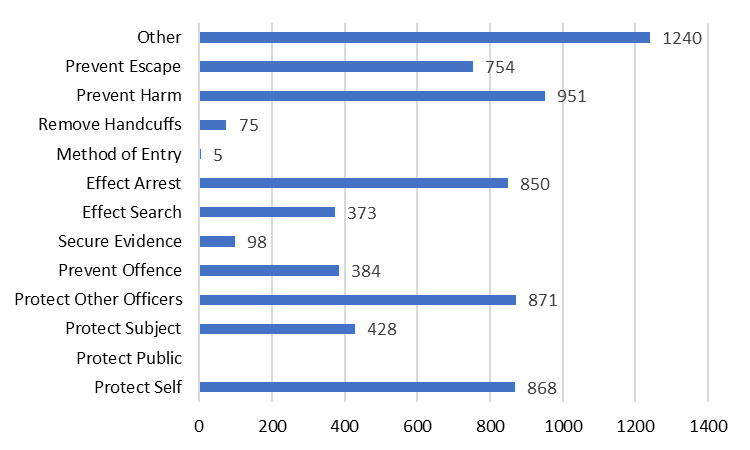 Other 1240
Prevent Escape 754
Prevent Harm 951
Remove Handcuffs 75
Method of Entry 5
Effect Arrest 850
Effect Search 373
Secure Evidence 98
Prevent Offence 384
Protect Other Officers 871
Protect Subject 428
Protect Public
Protect Self 868
0 200 400 600 800 1000 1200 1400